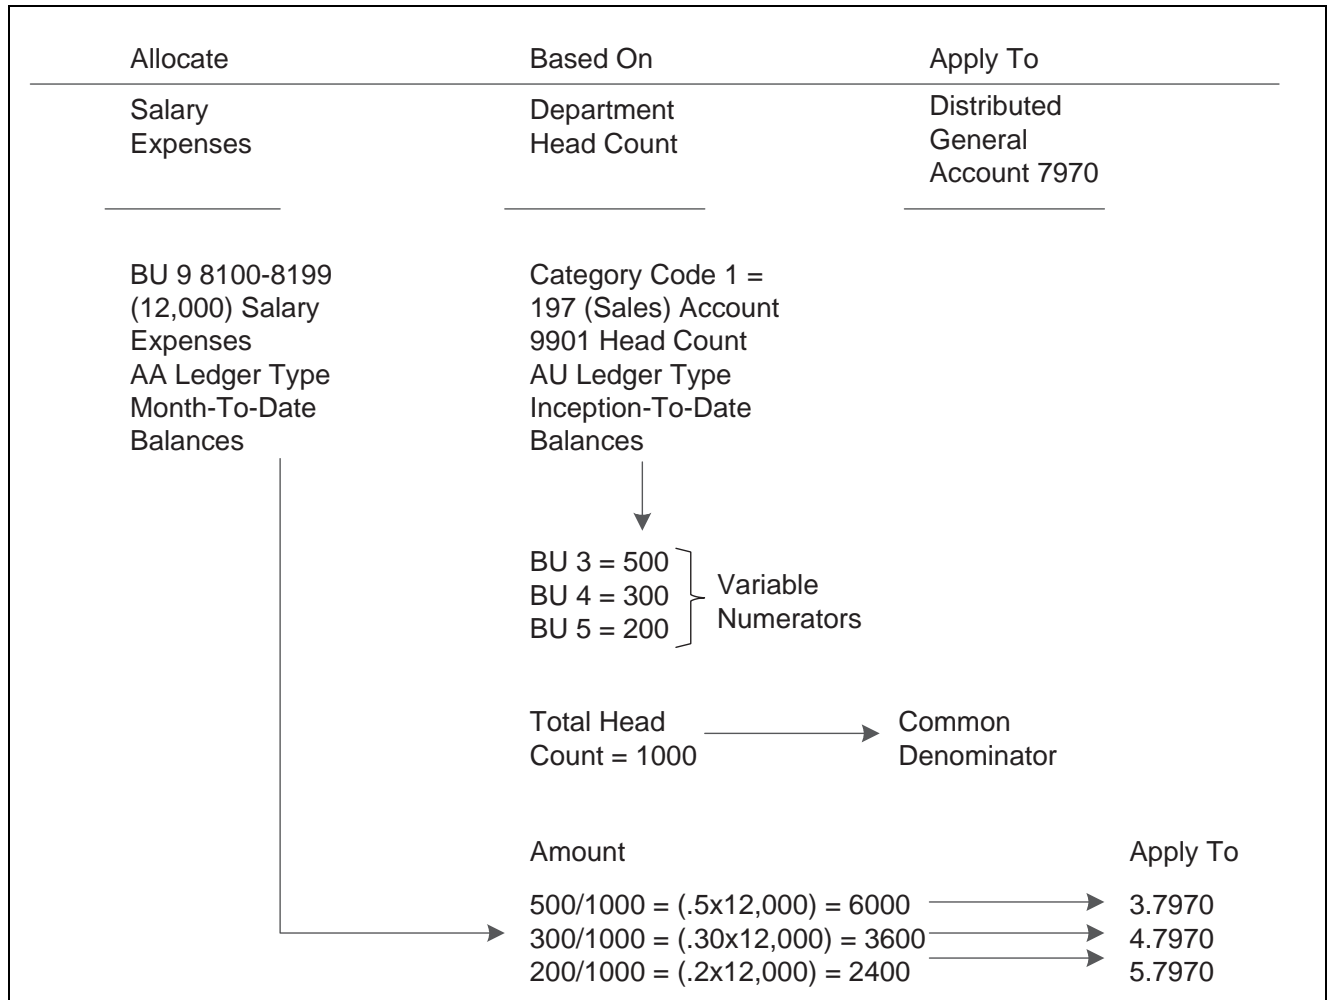 Allocate
Based On
Apply To
Salary
Expenses
Department
Head Count
Distributed
General
Account 7970
BU 9 8100-8199
(12,000) Salary
Expenses
AA Ledger Type
Month-To-Date
Balances
Category Code 1 =
197 (Sales) Account
9901 Head Count
AU Ledger Type
Inception-To-Date
Balances
BU 3 = 500
BU 4 = 300
BU 5 = 200
Variable
Numerators
Total Head
Count = 1000
Common
Denominator
Amount
Apply To
500/1000 = (.5x12,000) = 6000
3.7970
300/1000 = (.30x12,000) = 3600
4.7970
200/1000 = (.2x12,000) = 2400
5.7970